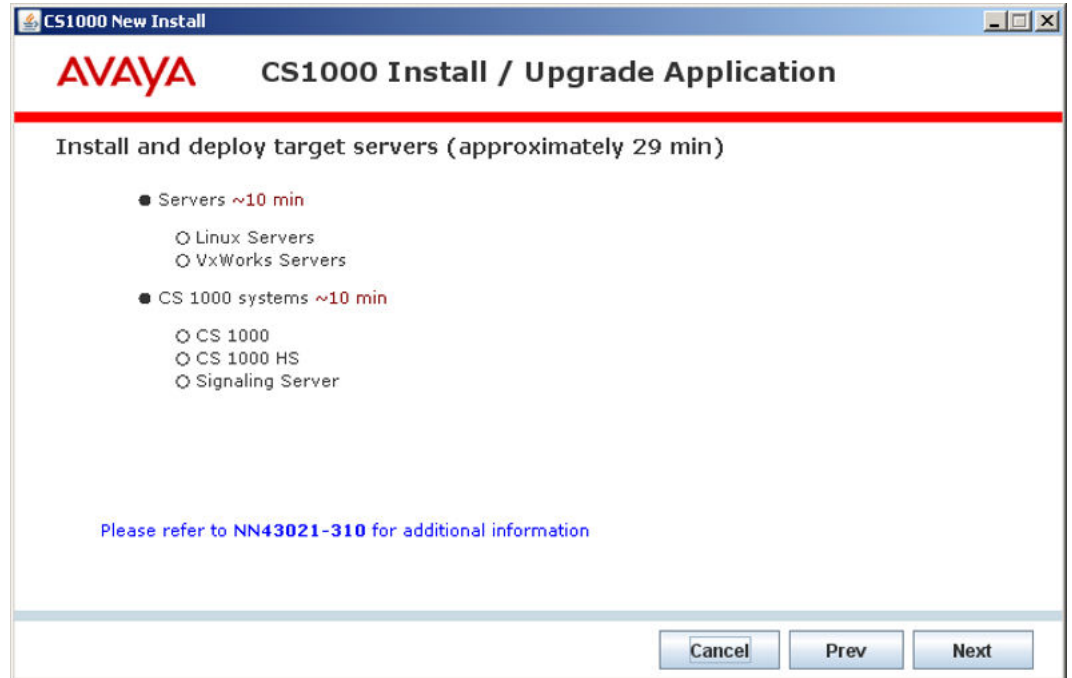 CS1000 New Install
AVAYA
CS1000 Install / Upgrade Application
Install and deploy target servers (approximately 29 min)
Servers ~10 min
Linux Servers
VxWorks Servers
CS 1000 systems ~10 min
CS 1000
CS 1000 HS
Signaling Server
Please refer to NN43021-310 for additional information
Cancel Prev Next